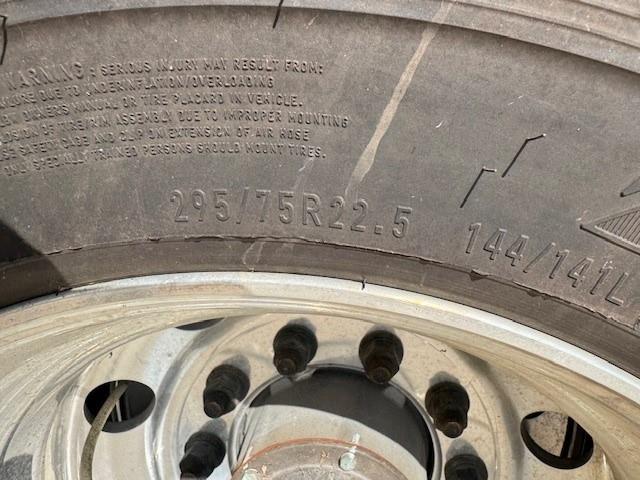 WARNING: SERIOUS INJURY MAY RESULT FROM:
FAILURE DUE TO UNDERINFLATION/OVERLOADING
OWNER'S MANUAL OR TIRE PLACARD IN VEHICLE.
OF TIRE/RIM ASSEMBLY DUE TO IMPROPER MOUNTING
SAFETY CAGE AND CLIP ON EXTENSION OF AIR HOSE
ONLY SPECIALLY TRAINED PERSONS SHOULD MOUNT TIRES.
295/75R22.5
144/141L